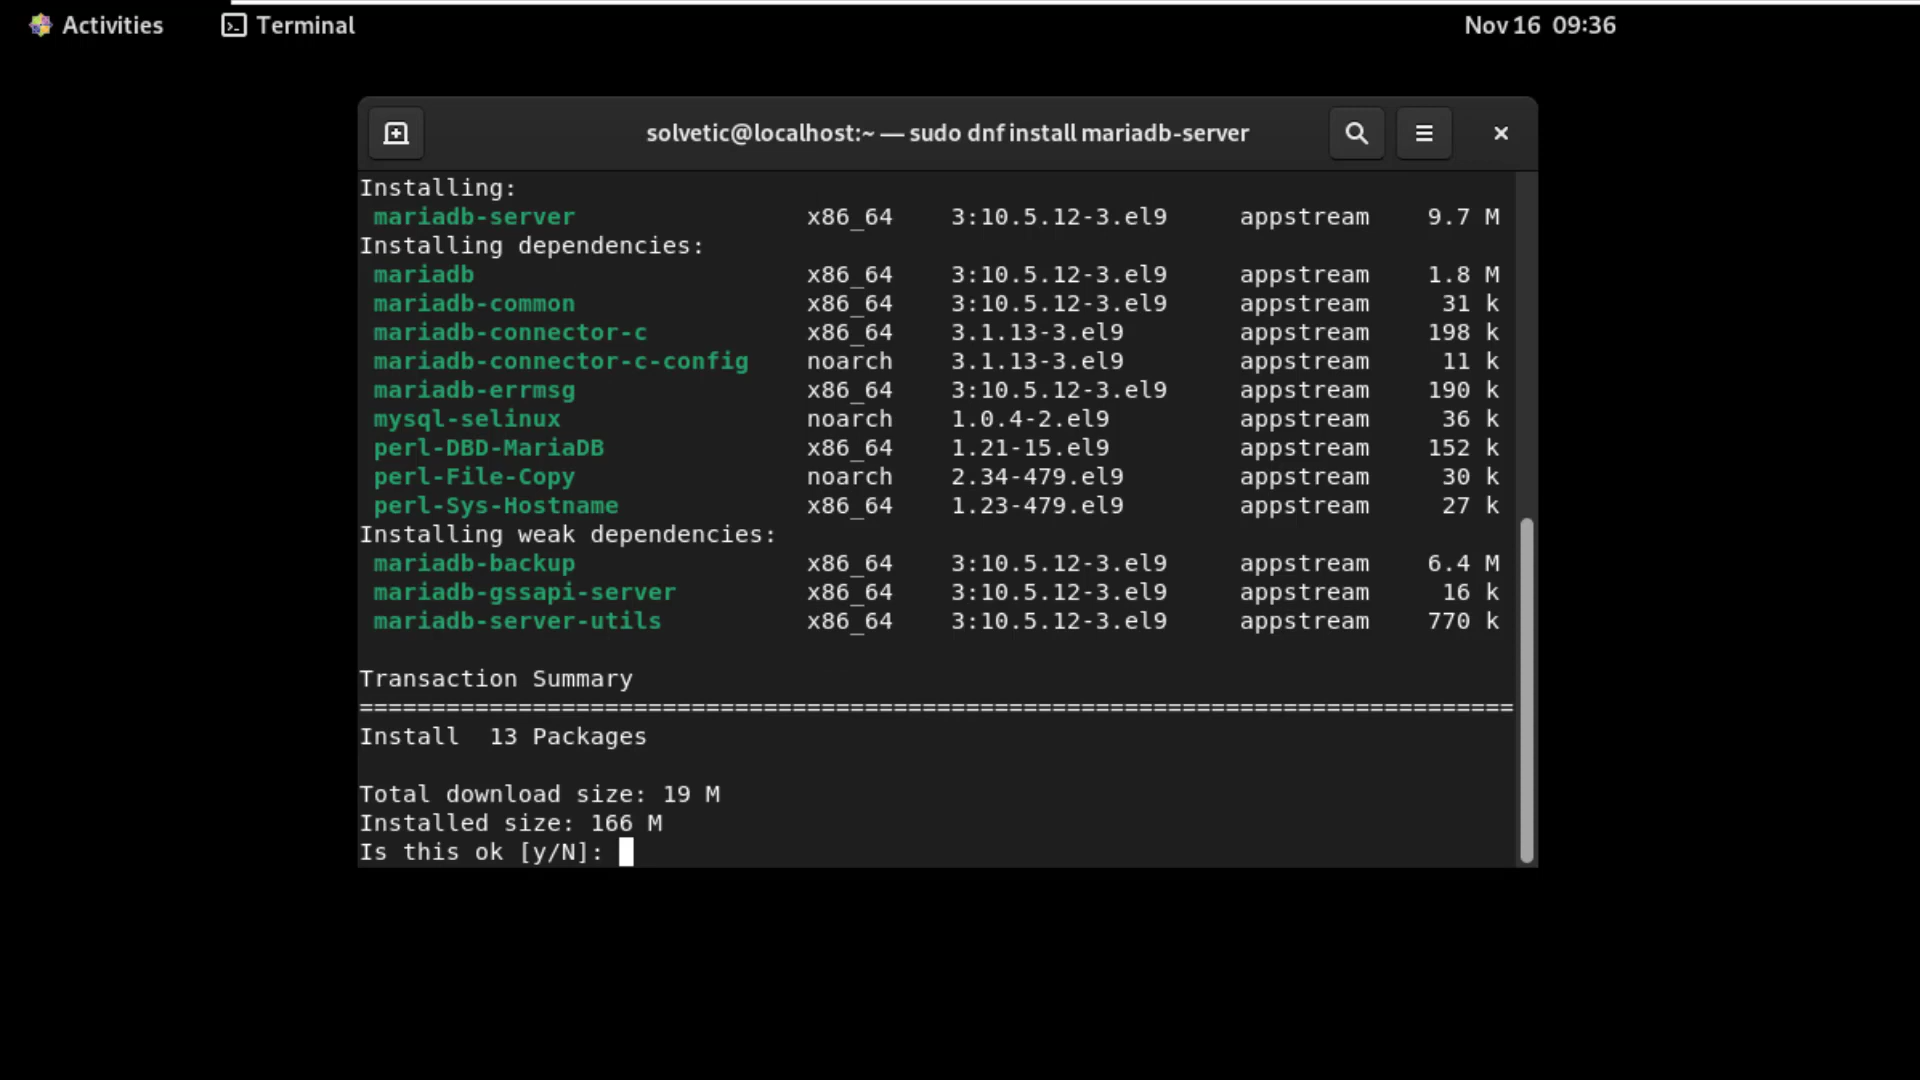 Activities Terminal Nov 16 09:36
solvetic@localhost:~ — sudo dnf install mariadb-server
Installing:
mariadb-server x86_64 3:10.5.12-3.el9 appstream 9.7 M
Installing dependencies:
mariadb x86_64 3:10.5.12-3.el9 appstream 1.8 M
mariadb-common x86_64 3:10.5.12-3.el9 appstream 31 k
mariadb-connector-c x86_64 3.1.13-3.el9 appstream 198 k
mariadb-connector-c-config noarch 3.1.13-3.el9 appstream 11 k
mariadb-errmsg x86_64 3:10.5.12-3.el9 appstream 190 k
mysql-selinux noarch 1.0.4-2.el9 appstream 36 k
perl-DBD-MariaDB x86_64 1.21-15.el9 appstream 152 k
perl-File-Copy noarch 2.34-479.el9 appstream 30 k
perl-Sys-Hostname x86_64 1.23-479.el9 appstream 27 k
Installing weak dependencies:
mariadb-backup x86_64 3:10.5.12-3.el9 appstream 6.4 M
mariadb-gssapi-server x86_64 3:10.5.12-3.el9 appstream 16 k
mariadb-server-utils x86_64 3:10.5.12-3.el9 appstream 770 k
Transaction Summary
================================================================================
Install 13 Packages
Total download size: 19 M
Installed size: 166 M
Is this ok [y/N]: